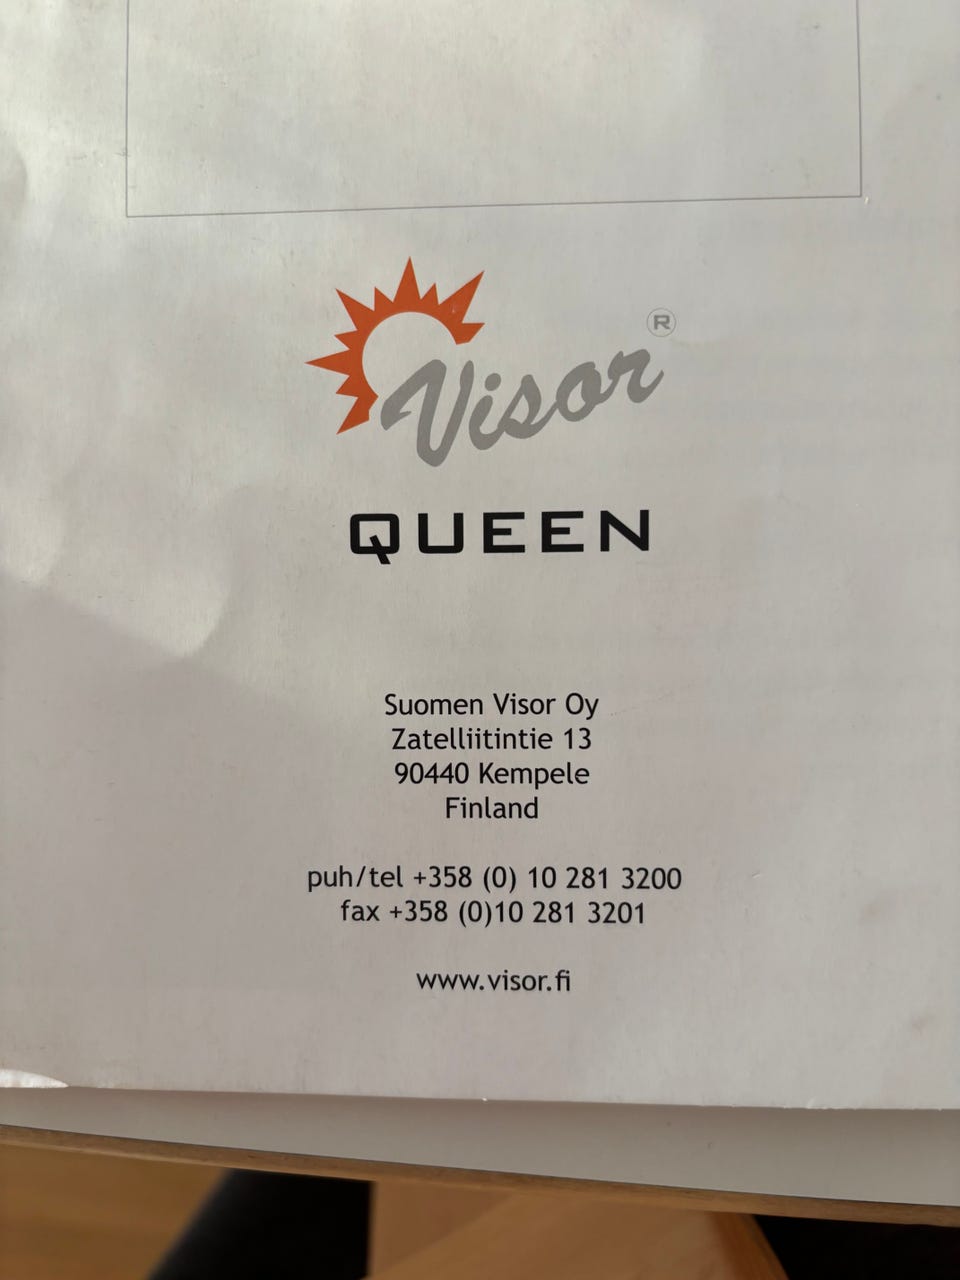 Visor®
QUEEN
Suomen Visor Oy
Zatelliitintie 13
90440 Kempele
Finland
puh/tel +358 (0) 10 281 3200
fax +358 (0)10 281 3201
www.visor.fi